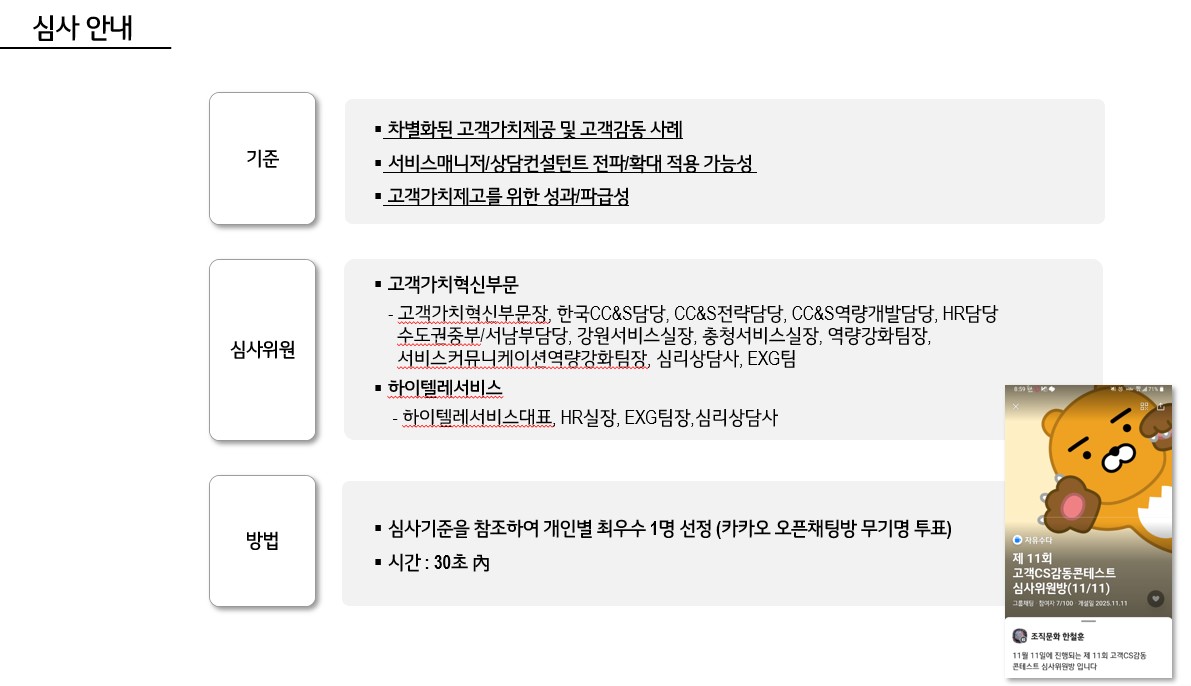 심사 안내
기준
▪ 차별화된 고객가치제공 및 고객감동 사례
▪ 서비스매니저/상담컨설턴트 전파/확대 적용 가능성
▪ 고객가치제고를 위한 성과/파급성
심사위원
▪ 고객가치혁신부문
- 고객가치혁신부문장, 한국CC&S담당, CC&S전략담당, CC&S역량개발담당, HR담당
수도권중부/서남부담당, 강원서비스실장, 충청서비스실장, 역량강화팀장,
서비스커뮤니케이션역량강화팀장, 심리상담사, EXG팀
▪ 하이텔레서비스
- 하이텔레서비스대표, HR실장, EXG팀장,심리상담사
방법
▪ 심사기준을 참조하여 개인별 최우수 1명 선정 (카카오 오픈채팅방 무기명 투표)
▪ 시간 : 30초 內
8:59
71%
자유수다
제 11회
고객CS감동콘테스트
심사위원방(11/11)
그룹채팅 · 참여자 7/100 · 개설일 2025.11.11
조직문화 안철훈
11월 11일에 진행되는 제 11회 고객CS감동
콘테스트 심사위원방 입니다